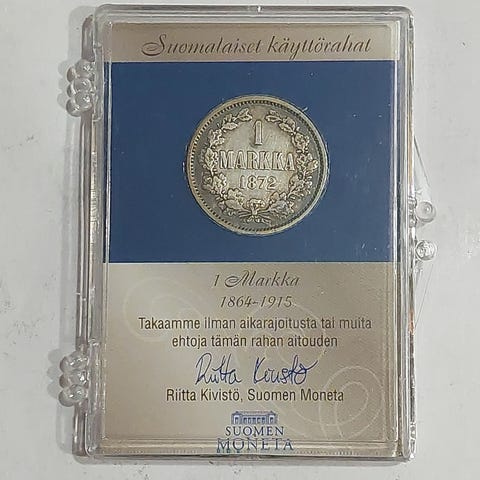 Suomalaiset käyttörahat
1
MARKKA
1872
1 Markka
1864-1915
Takaamme ilman aikarajoitusta tai muita
ehtoja tämän rahan aitouden
Riitta Kivistö
Riitta Kivistö, Suomen Moneta
SUOMEN
MONETA